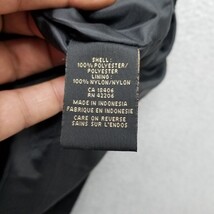 SHELL:
100% POLYESTER/
POLYESTER
LINING:
100% NYLON/NYLON
CA 18406
RN 43204
MADE IN INDONESIA
FABRIQUE EN INDONESIE
CARE ON REVERSE
SOINS SUR L'ENDOS